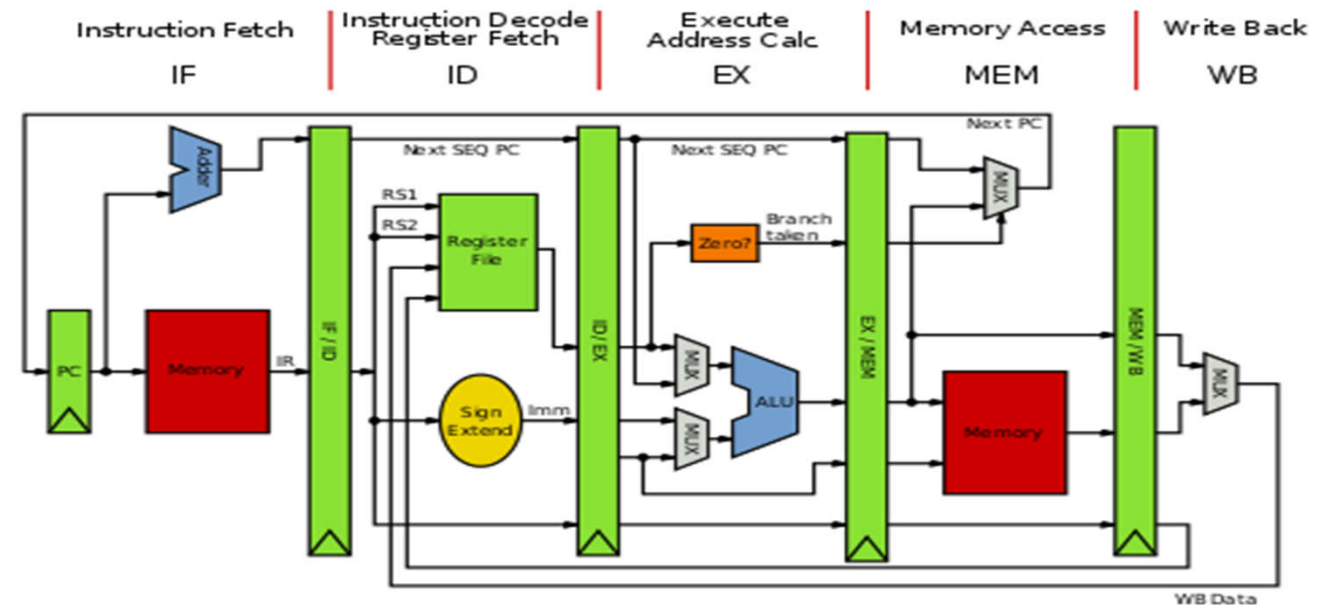 Instruction Fetch
IF
Instruction Decode
Register Fetch
ID
Execute
Address Calc
EX
Memory Access
MEM
Write Back
WB
Next PC
Adder
Next SEQ PC
Next SEQ PC
MUX
RS1
RS2
Register
File
Zero?
Branch
taken
PC
Memory
IR
IF / ID
ID/EX
EX / MEM
MEM/WB
MUX
ALU
MUX
Sign
Extend
Imm
Memory
MUX
WB Data